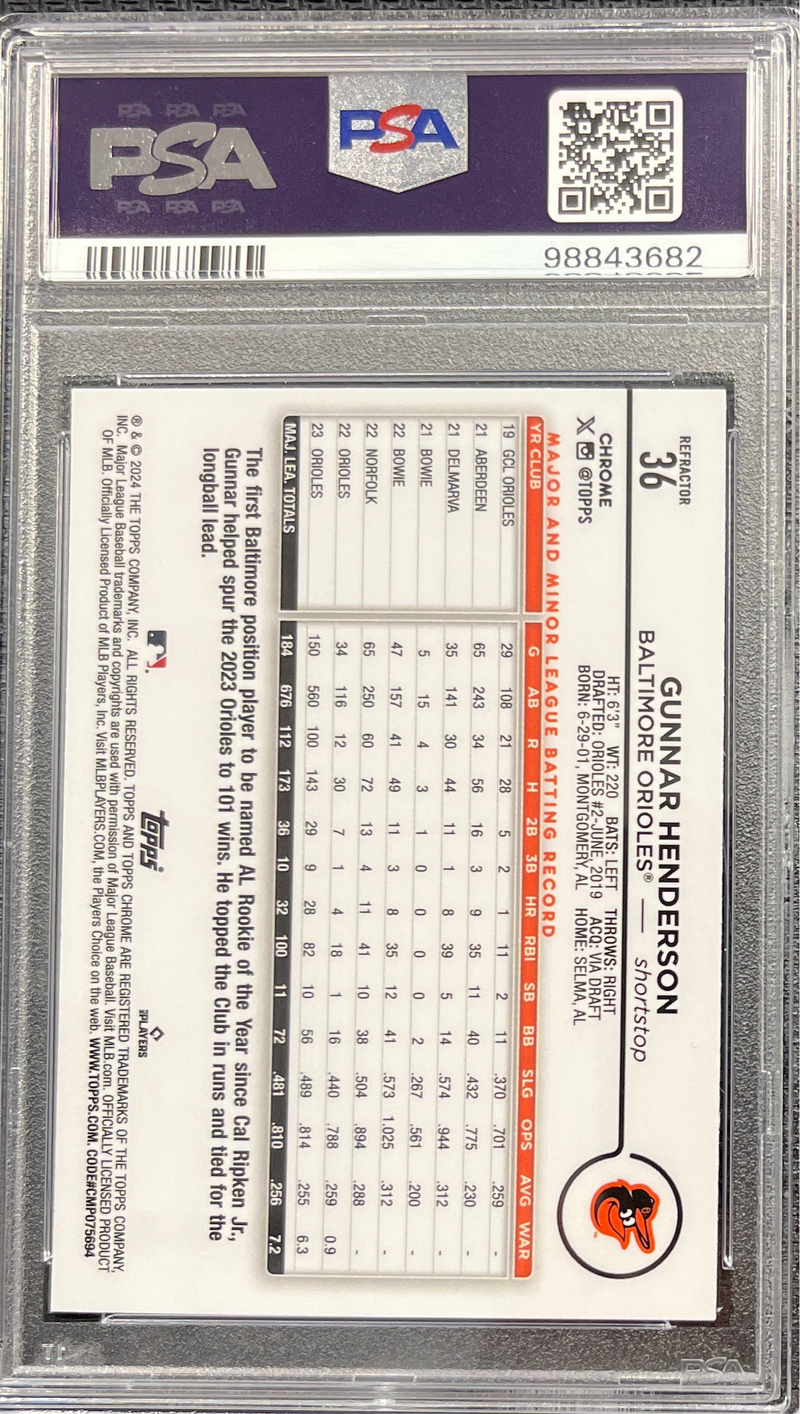 PSA PSA PSA
PSA
PSA PSA PSA
PSA
98843682
REFRACTOR
36
GUNNAR HENDERSON
BALTIMORE ORIOLES® — shortstop
CHROME
X @TOPPS
HT: 6'3" WT: 220 BATS: LEFT THROWS: RIGHT
DRAFTED: ORIOLES #2-JUNE, 2019 ACQ: VIA DRAFT
BORN: 6-29-01, MONTGOMERY, AL HOME: SELMA, AL
MAJOR AND MINOR LEAGUE BATTING RECORD
YR CLUB G AB R H 2B 3B HR RBI SB BB SLG OPS AVG WAR
19 GCL ORIOLES 29 108 21 28 5 2 1 11 2 11 .370 .701 .259 -
21 ABERDEEN 65 243 34 56 16 3 9 35 11 40 .432 .775 .230 -
21 DELMARVA 35 141 30 44 11 1 8 39 5 14 .574 .944 .312 -
21 BOWIE 5 15 4 3 1 0 0 0 0 2 .267 .561 .200 -
22 BOWIE 47 157 41 49 11 3 8 35 12 41 .573 1.025 .312 -
22 NORFOLK 65 250 60 72 13 4 11 41 10 38 .504 .894 .288 -
22 ORIOLES 34 116 12 30 7 1 4 18 1 16 .440 .788 .259 0.9
23 ORIOLES 150 560 100 143 29 9 28 82 10 56 .489 .814 .255 6.3
MAJ. LEA. TOTALS 184 676 112 173 36 10 32 100 11 72 .481 .810 .256 7.2
The first Baltimore position player to be named AL Rookie of the Year since Cal Ripken Jr.,
Gunnar helped spur the 2023 Orioles to 101 wins. He topped the Club in runs and tied for the
longball lead.
topps
PLAYERS
® & © 2024 THE TOPPS COMPANY, INC. ALL RIGHTS RESERVED. TOPPS AND TOPPS CHROME ARE REGISTERED TRADEMARKS OF THE TOPPS COMPANY,
INC. Major League Baseball trademarks and copyrights are used with permission of Major League Baseball. Visit MLB.com. OFFICIALLY LICENSED PRODUCT
OF MLB. Officially Licensed Product of MLB Players, Inc. Visit MLBPLAYERS.COM, the Players Choice on the web. WWW.TOPPS.COM. CODE#CMP075694
PSA